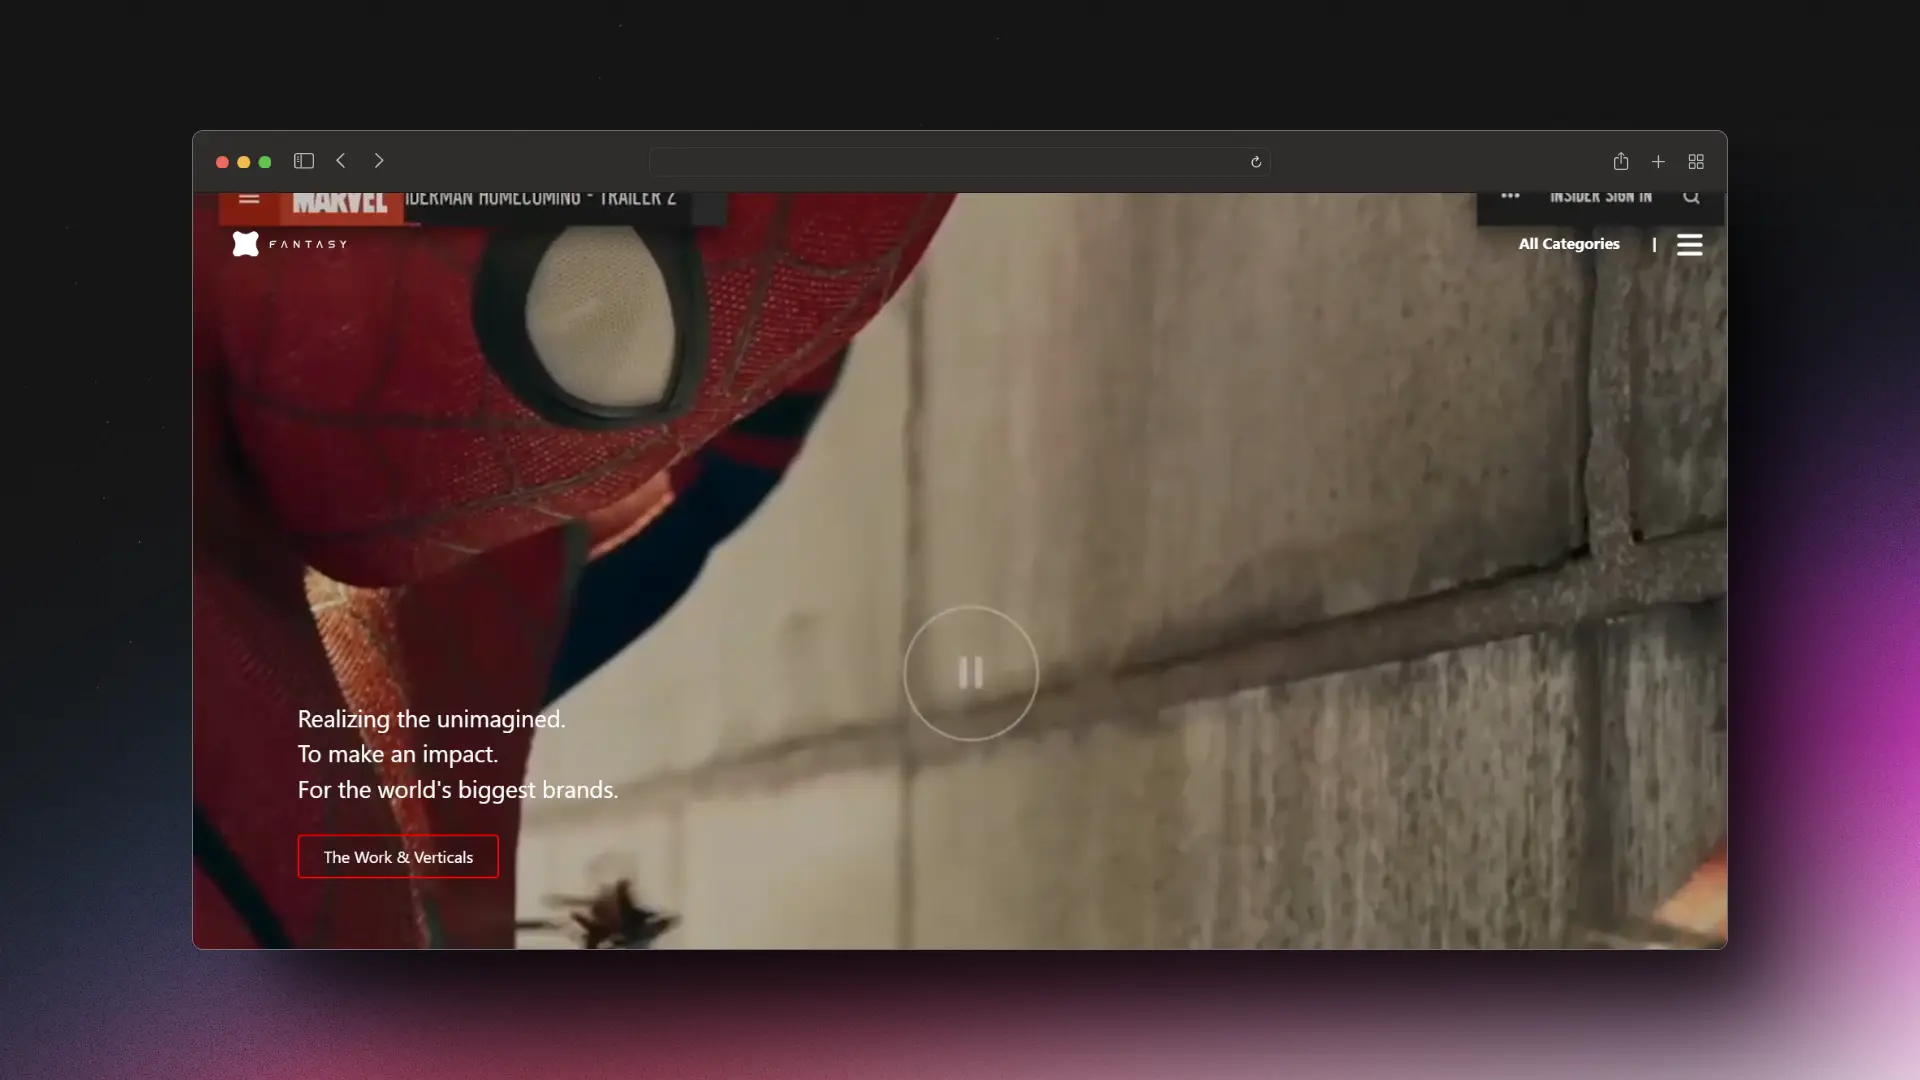 MARVEL
IDERMAN HOMECOMING - TRAILER 2
INSIDER SIGN IN
FANTASY
All Categories
|
Realizing the unimagined.
To make an impact.
For the world's biggest brands.
The Work & Verticals